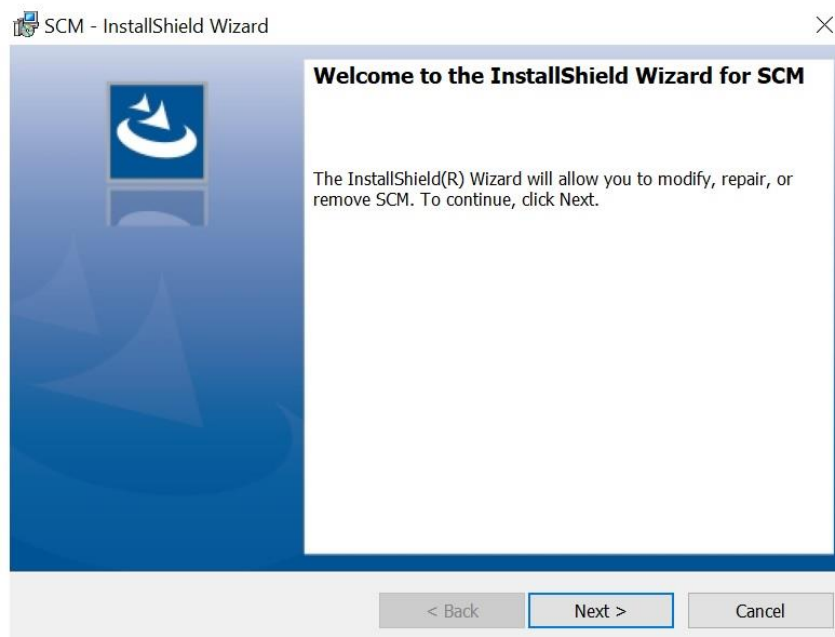 SCM - InstallShield Wizard
Welcome to the InstallShield Wizard for SCM
The InstallShield(R) Wizard will allow you to modify, repair, or
remove SCM. To continue, click Next.
< Back Next > Cancel